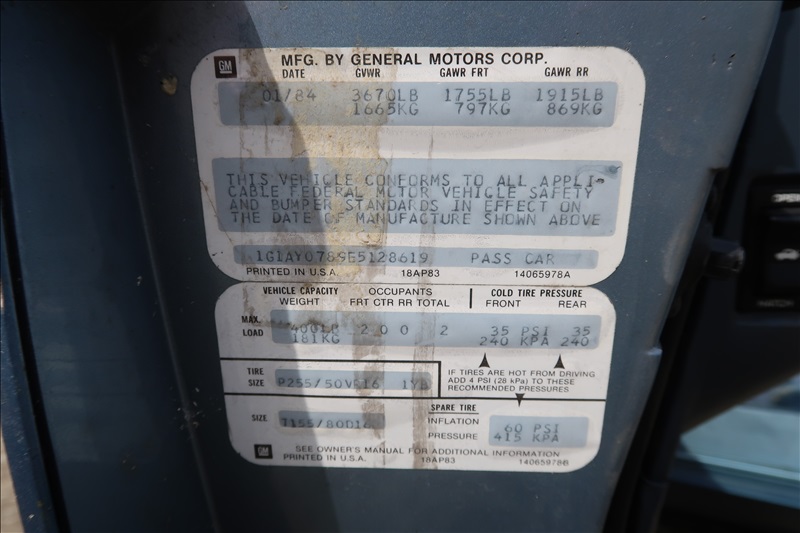 GM
MFG. BY GENERAL MOTORS CORP.
DATE GVWR GAWR FRT GAWR RR
01/84 3670LB 1755LB 1915LB
1665KG 797KG 869KG
THIS VEHICLE CONFORMS TO ALL APPLI-
CABLE FEDERAL MOTOR VEHICLE SAFETY
AND BUMPER STANDARDS IN EFFECT ON
THE DATE OF MANUFACTURE SHOWN ABOVE
1G1AY0789E5128619 PASS CAR
PRINTED IN U.S.A. 18AP83 14065978A
VEHICLE CAPACITY OCCUPANTS COLD TIRE PRESSURE
WEIGHT FRT CTR RR TOTAL FRONT REAR
MAX. LOAD 400LB 2 0 0 2 35 PSI 35
181KG 240 KPA 240
TIRE SIZE P255/50VR16
IF TIRES ARE HOT FROM DRIVING
ADD 4 PSI (28 kPa) TO THESE
RECOMMENDED PRESSURES
SPARE TIRE
SIZE T155/80D16 INFLATION 60 PSI
PRESSURE 415 KPA
GM SEE OWNER'S MANUAL FOR ADDITIONAL INFORMATION
PRINTED IN U.S.A. 18AP83 14065978B
HATCH